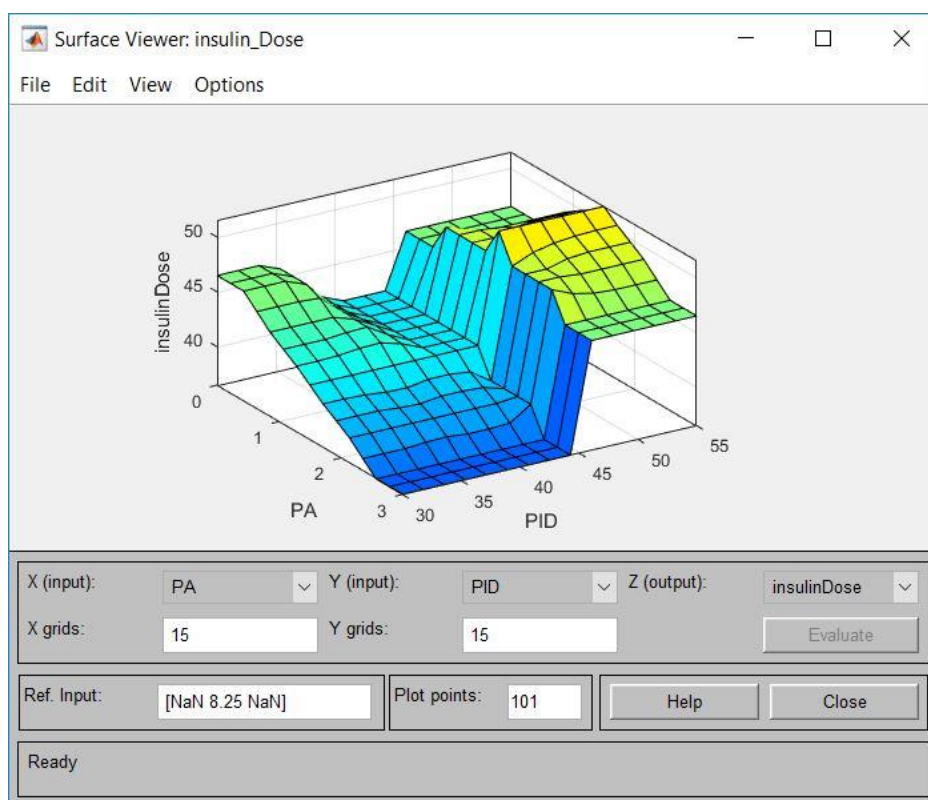 Surface Viewer: insulin_Dose
File Edit View Options
insulinDose
50
45
40
0
1
2
3
PA
30
35
40
45
50
55
PID
X (input): PA Y (input): PID Z (output): insulinDose
X grids: 15 Y grids: 15 Evaluate
Ref. Input: [NaN 8.25 NaN] Plot points: 101 Help Close
Ready